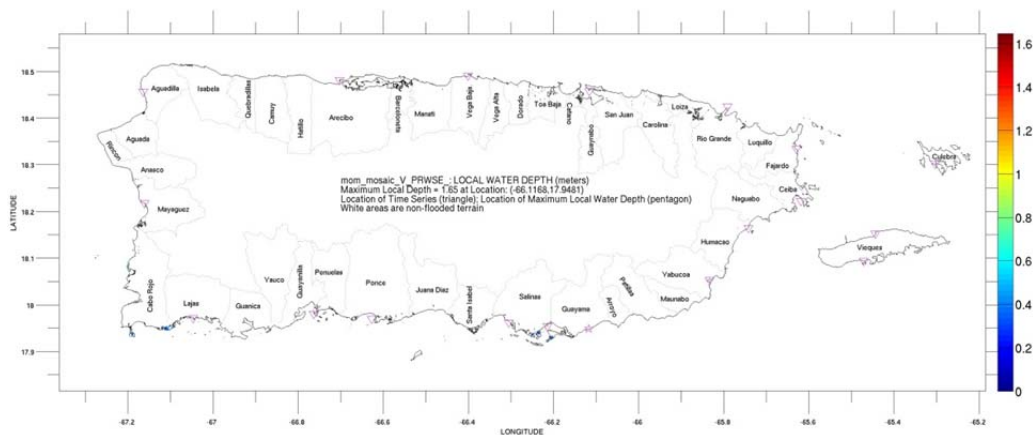 18.5
18.4
18.3
18.2
18.1
18
17.9
LATITUDE
-67.2
-67
-66.8
-66.6
-66.4
-66.2
-66
-65.8
-65.6
-65.4
-65.2
LONGITUDE
1.6
1.4
1.2
1
0.8
0.6
0.4
0.2
0
Aguadilla
Isabela
Quebradillas
Camuy
Hatillo
Arecibo
Barceloneta
Manati
Vega Baja
Vega Alta
Dorado
Toa Baja
Catano
Guaynabo
San Juan
Carolina
Loiza
Rio Grande
Luquillo
Fajardo
Culebra
Aguada
Rincon
Anasco
Mayaguez
mom_mosaic_V_PRWSE_: LOCAL WATER DEPTH (meters)
Maximum Local Depth = 1.65 at Location: (-66.1168,17.9481)
Location of Time Series (triangle); Location of Maximum Local Water Depth (pentagon)
White areas are non-flooded terrain
Ceiba
Naguabo
Humacao
Vieques
Yabucoa
Maunabo
Patillas
Arroyo
Guayama
Salinas
Santa Isabel
Juana Diaz
Ponce
Penuelas
Guayanilla
Yauco
Guanica
Lajas
Cabo Rojo